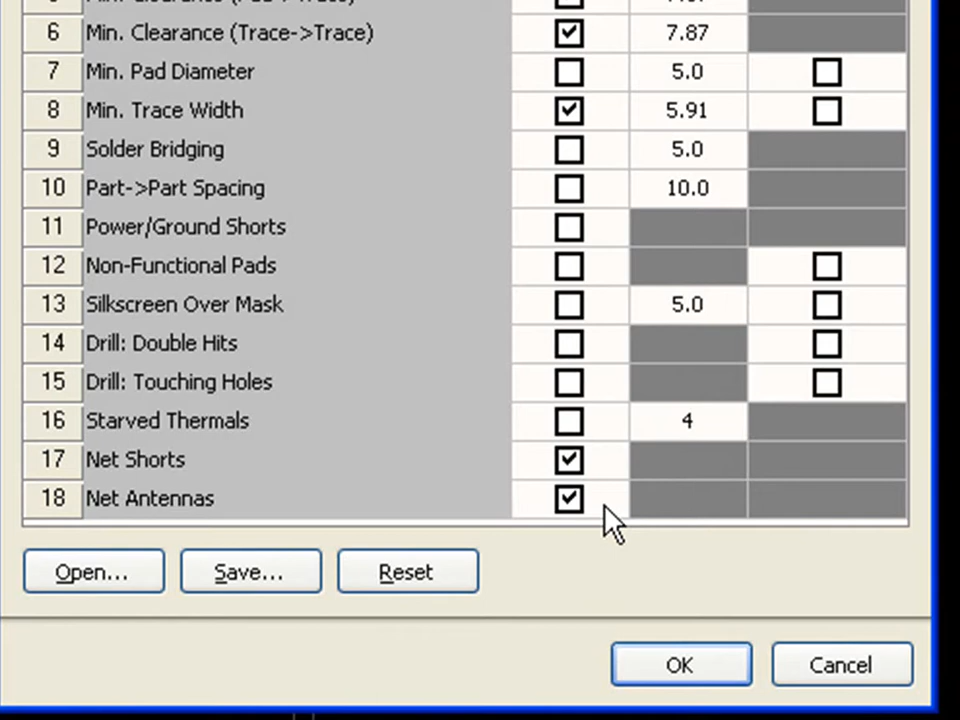 6 Min. Clearance (Trace->Trace) 7.87
7 Min. Pad Diameter 5.0
8 Min. Trace Width 5.91
9 Solder Bridging 5.0
10 Part->Part Spacing 10.0
11 Power/Ground Shorts
12 Non-Functional Pads
13 Silkscreen Over Mask 5.0
14 Drill: Double Hits
15 Drill: Touching Holes
16 Starved Thermals 4
17 Net Shorts
18 Net Antennas
Open... Save... Reset
OK Cancel